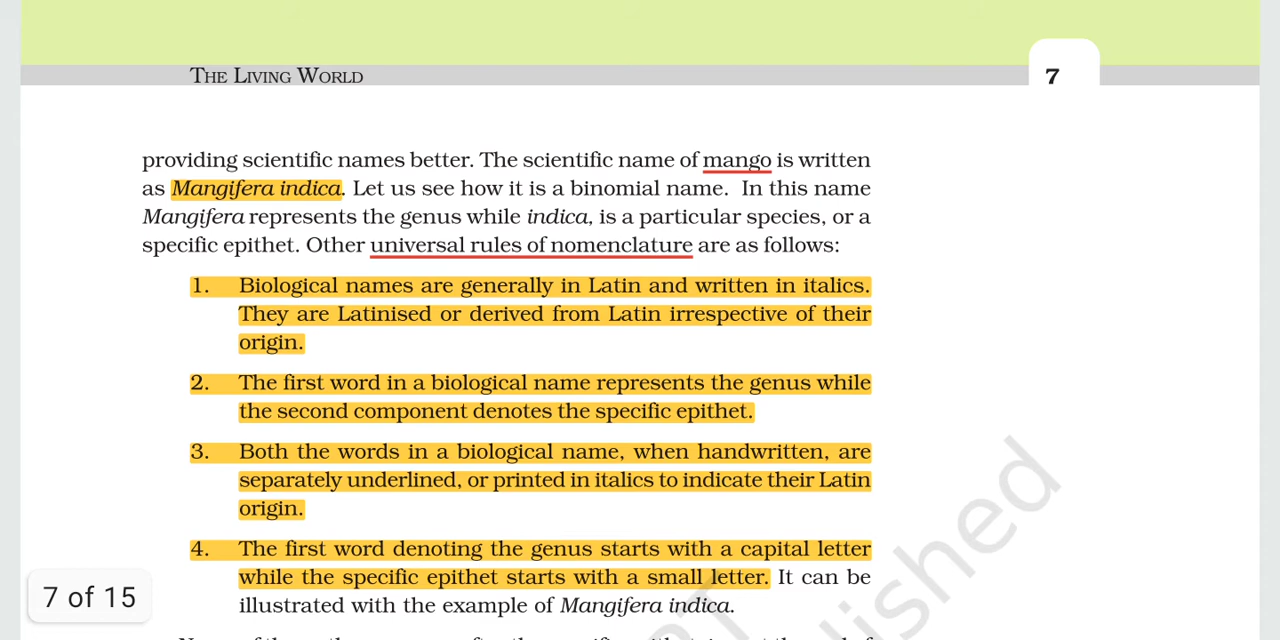 THE LIVING WORLD
7
providing scientific names better. The scientific name of mango is written
as Mangifera indica. Let us see how it is a binomial name. In this name
Mangifera represents the genus while indica, is a particular species, or a
specific epithet. Other universal rules of nomenclature are as follows:
1. Biological names are generally in Latin and written in italics.
They are Latinised or derived from Latin irrespective of their
origin.
2. The first word in a biological name represents the genus while
the second component denotes the specific epithet.
3. Both the words in a biological name, when handwritten, are
separately underlined, or printed in italics to indicate their Latin
origin.
4. The first word denoting the genus starts with a capital letter
while the specific epithet starts with a small letter. It can be
illustrated with the example of Mangifera indica.
7 of 15